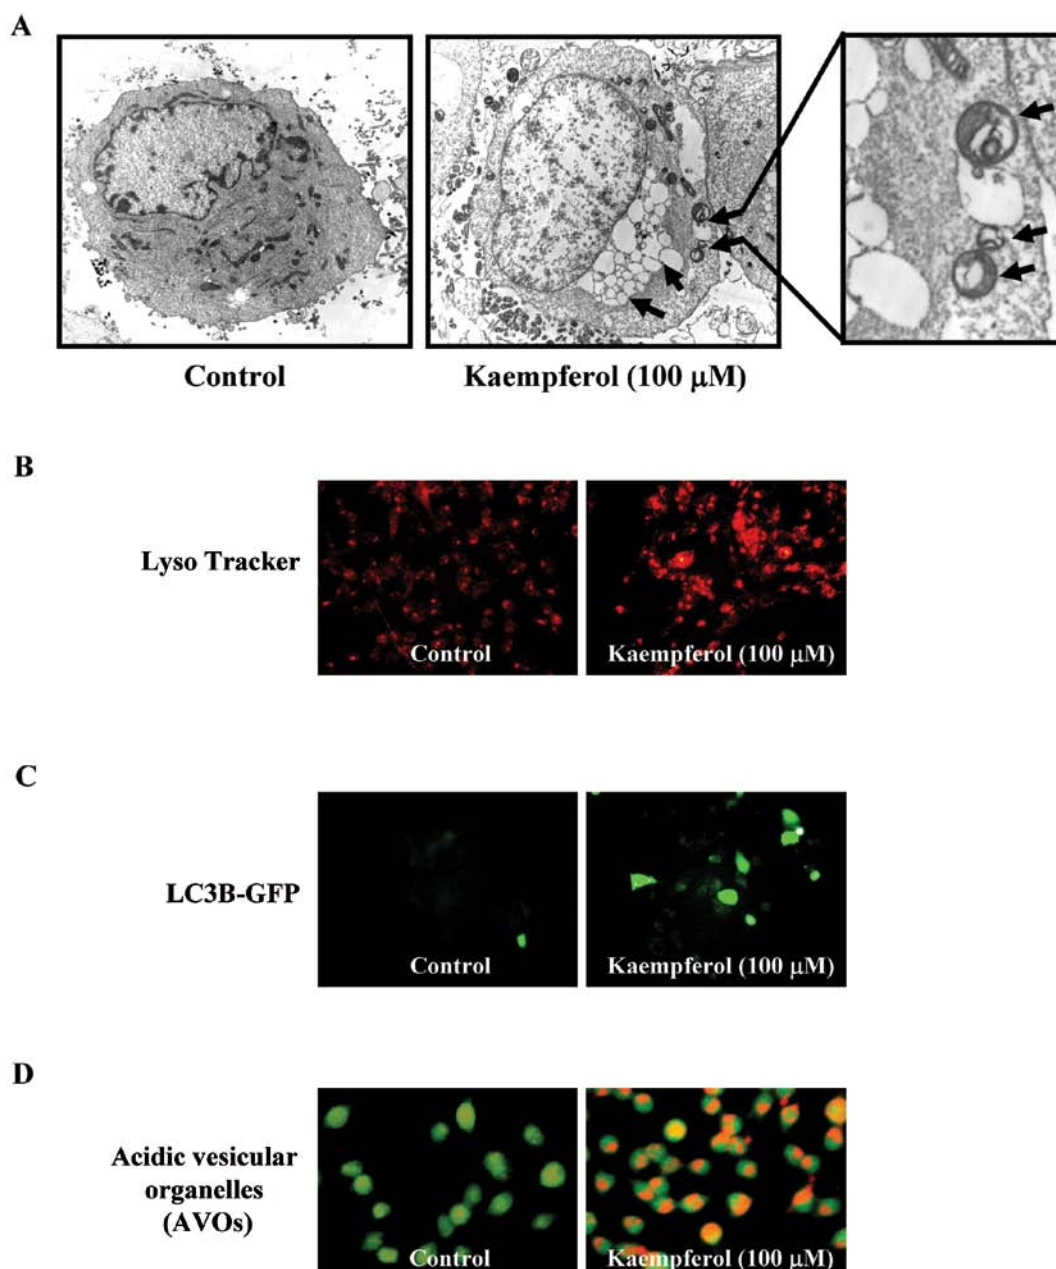 A
Control
Kaempferol (100 μM)
B
Lyso Tracker
Control
Kaempferol (100 μM)
C
LC3B-GFP
Control
Kaempferol (100 μM)
D
Acidic vesicular
organelles
(AVOs)
Control
Kaempferol (100 μM)